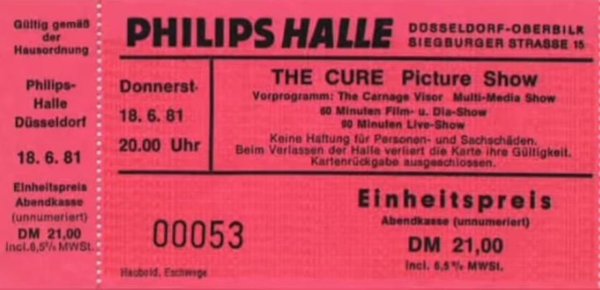 Gültig gemäß
der
Hausordnung
Philips-
Halle
Düsseldorf
18. 6. 81
Einheitspreis
Abendkasse
(unnumeriert)
DM 21,00
incl. 6,5% MWSt.
PHILIPS HALLE
DÜSSELDORF-OBERBILK
SIEGBURGER STRASSE 15
Donnerst.
18. 6. 81
20.00 Uhr
THE CURE Picture Show
Vorprogramm: The Carnage Visor Multi-Media Show
60 Minuten Film- u. Dia-Show
90 Minuten Live-Show
Keine Haftung für Personen- und Sachschäden.
Beim Verlassen der Halle verliert die Karte ihre Gültigkeit.
Kartenrückgabe ausgeschlossen.
00053
Einheitspreis
Abendkasse (unnumeriert)
DM 21,00
incl. 6,5% MWSt.
Haubold, Eschwege